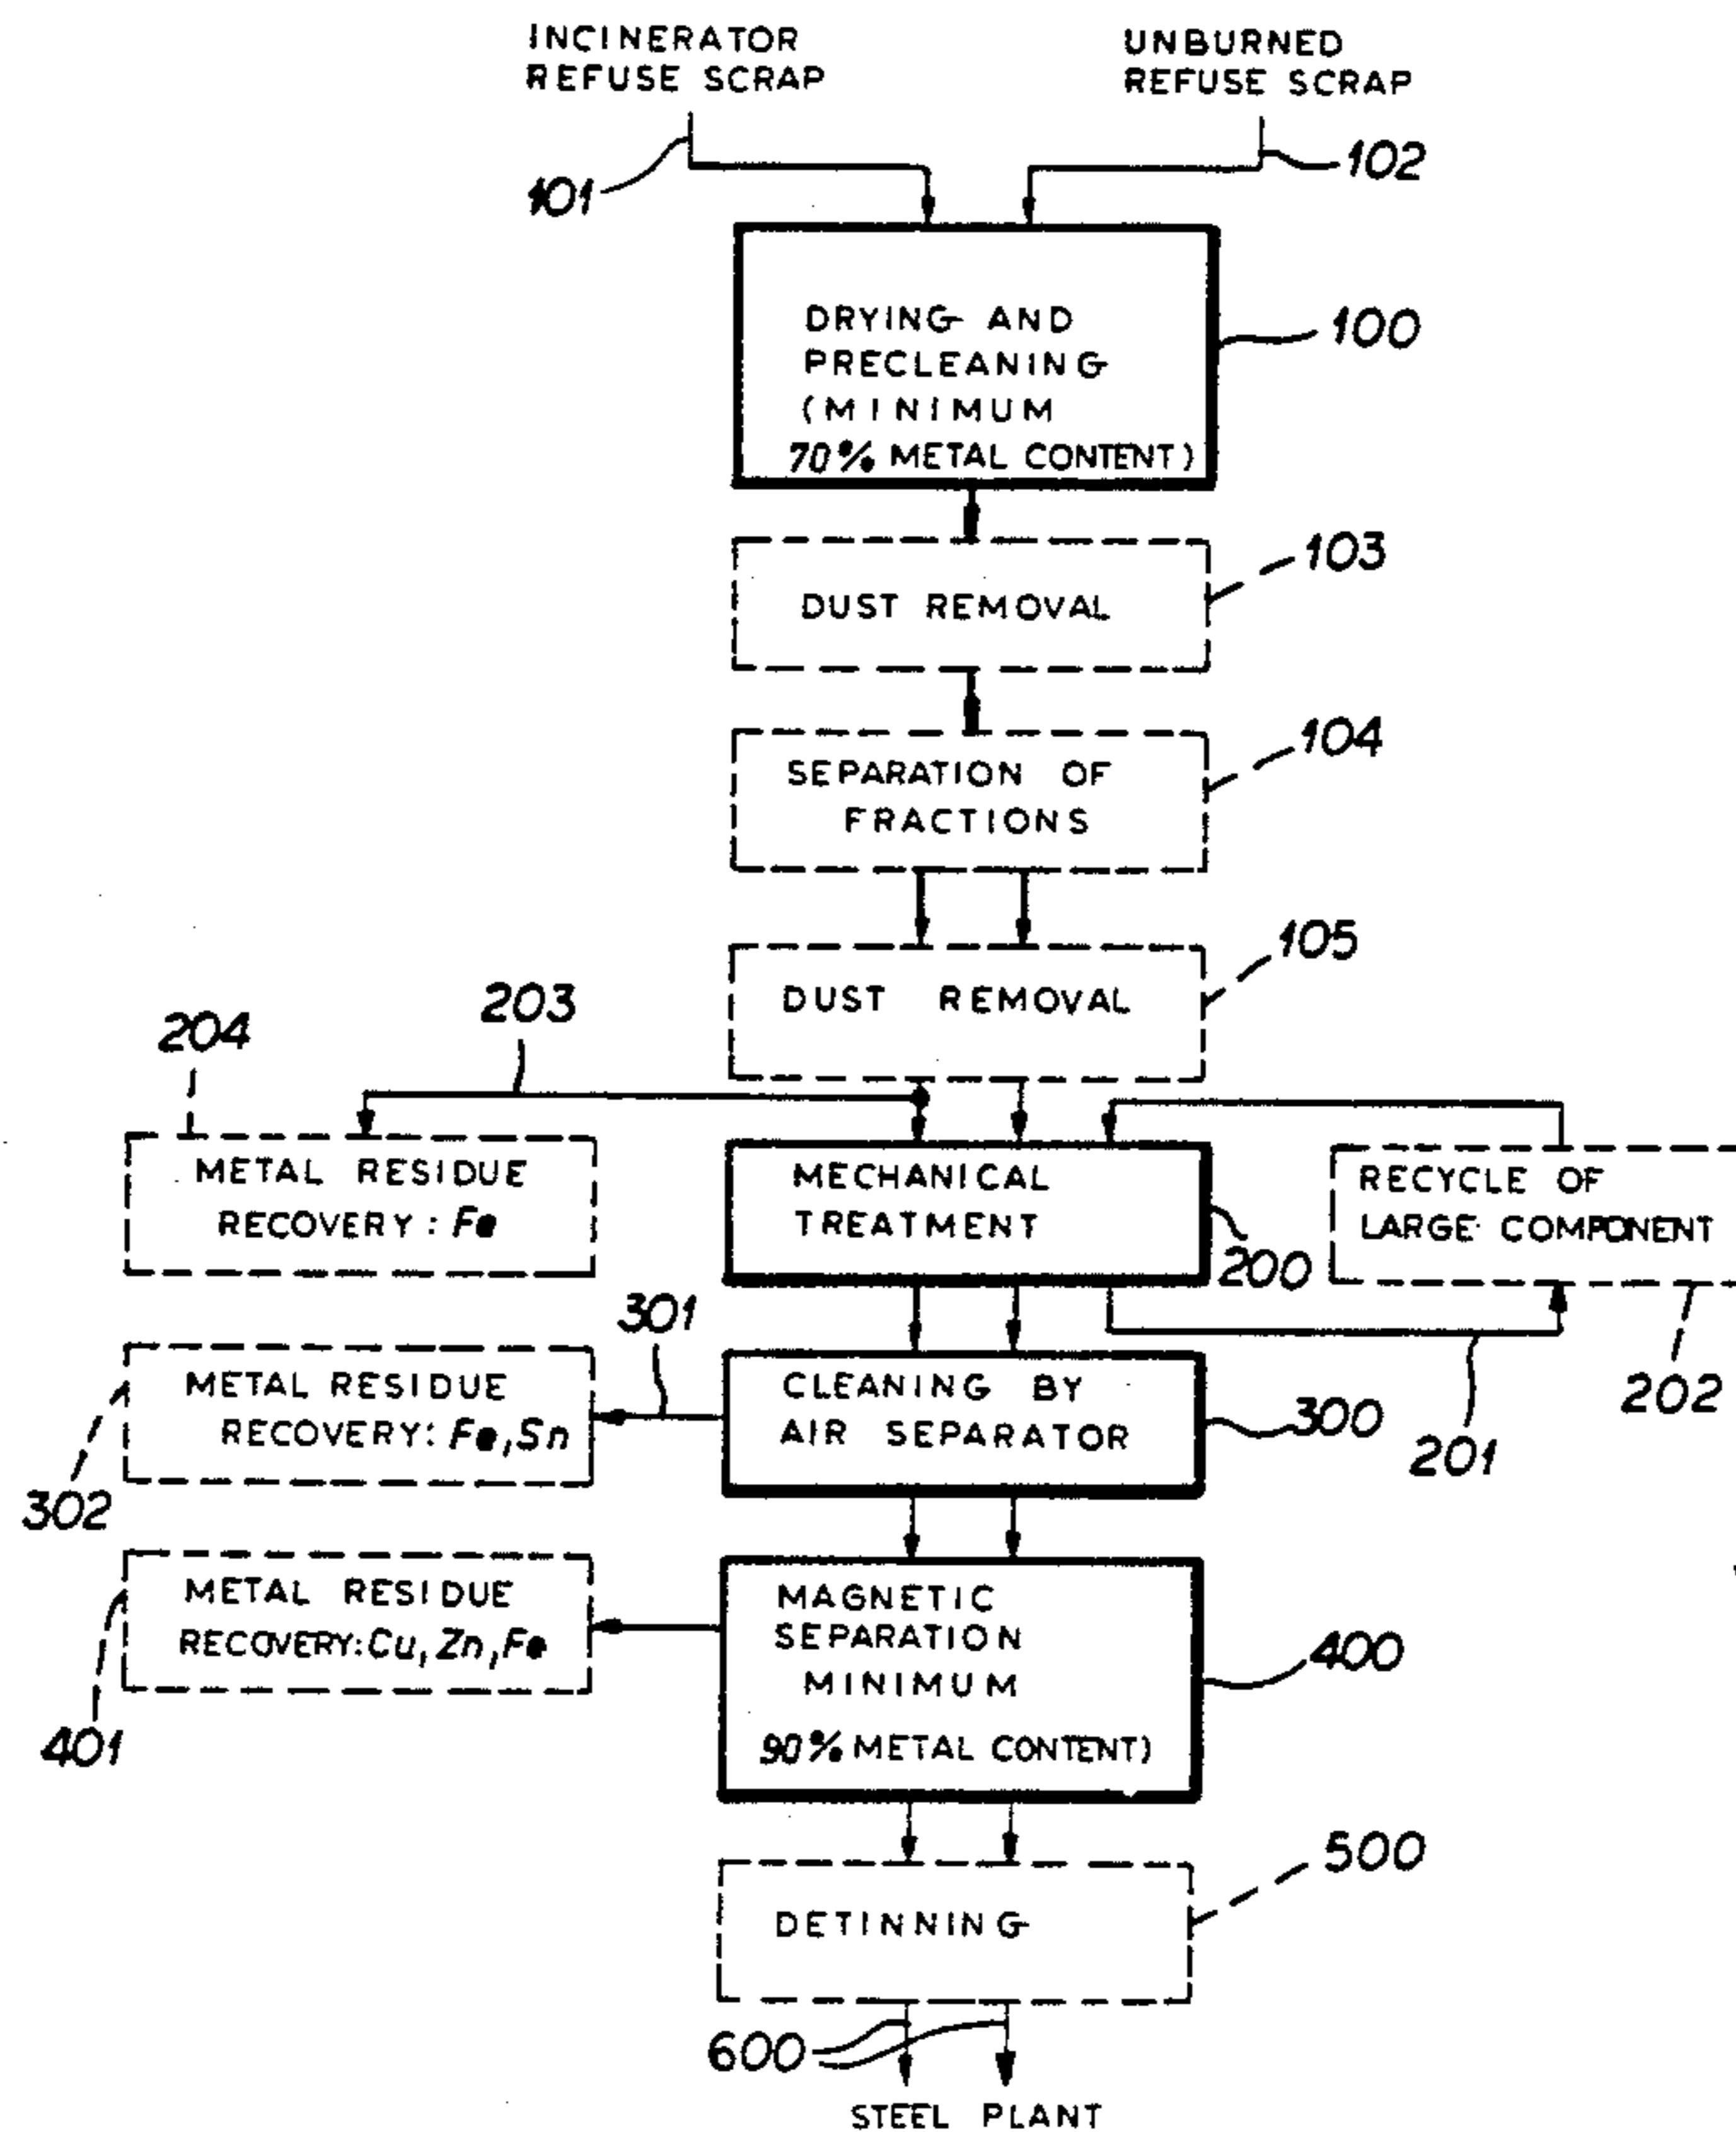 INCINERATOR
REFUSE SCRAP
UNBURNED
REFUSE SCRAP
101
102
DRYING AND
PRECLEANING
(MINIMUM
70% METAL CONTENT)
100
DUST REMOVAL
103
SEPARATION OF
FRACTIONS
104
DUST REMOVAL
105
203
204
METAL RESIDUE
RECOVERY: Fe
MECHANICAL
TREATMENT
200
RECYCLE OF
LARGE COMPONENT
202
201
301
METAL RESIDUE
RECOVERY: Fe, Sn
302
CLEANING BY
AIR SEPARATOR
300
METAL RESIDUE
RECOVERY: Cu, Zn, Fe
401
MAGNETIC
SEPARATION
MINIMUM
90% METAL CONTENT)
400
DETINNING
500
600
STEEL PLANT